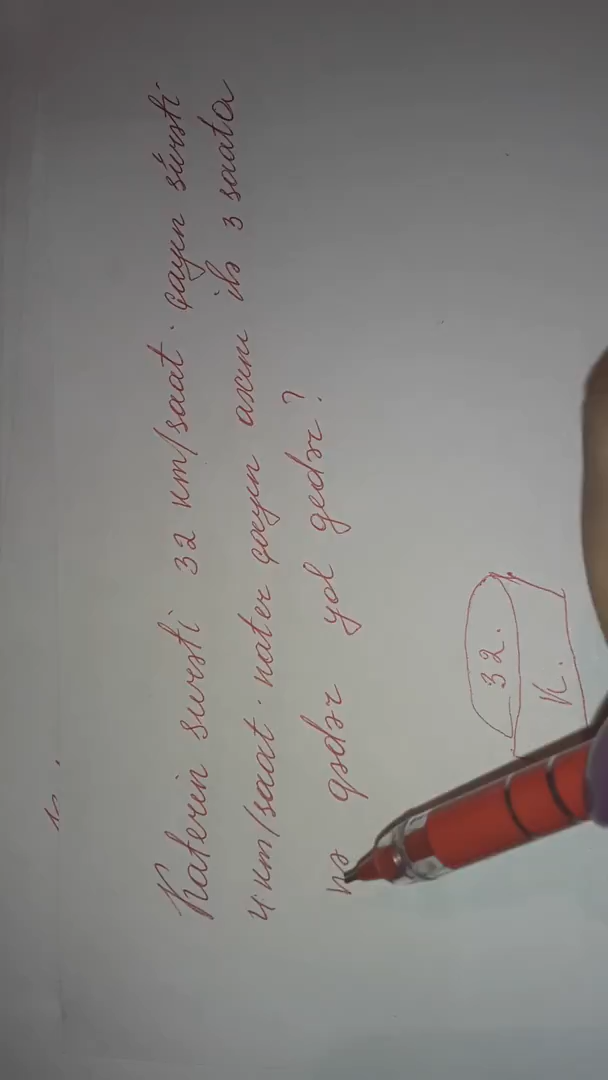 Katerin surəti 32 km/saat. çayın sürəti
4 km/saat. kater çayın axını ilə 3 saata
nə qədər yol gedər?
32.
K.